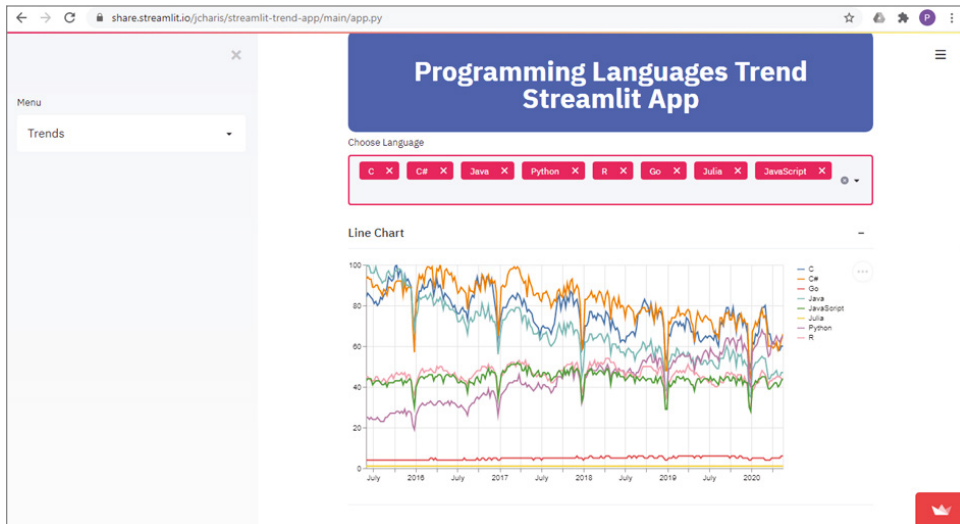 share.streamlit.io/jcharis/streamlit-trend-app/main/app.py
P
Menu
Trends
Programming Languages Trend
Streamlit App
Choose Language
C C# Java Python R Go Julia JavaScript
Line Chart
100
80
60
40
20
0
July 2016 July 2017 July 2018 July 2019 July 2020
C
C#
Go
Java
JavaScript
Julia
Python
R